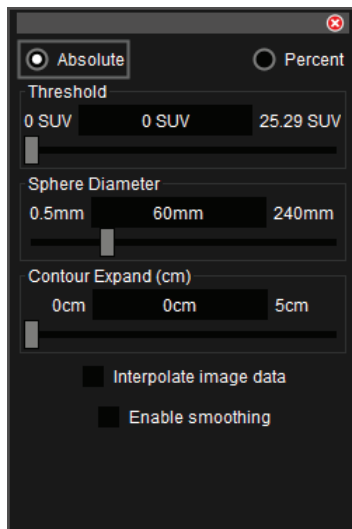 Absolute Percent
Threshold
0 SUV 0 SUV 25.29 SUV
Sphere Diameter
0.5mm 60mm 240mm
Contour Expand (cm)
0cm 0cm 5cm
Interpolate image data
Enable smoothing